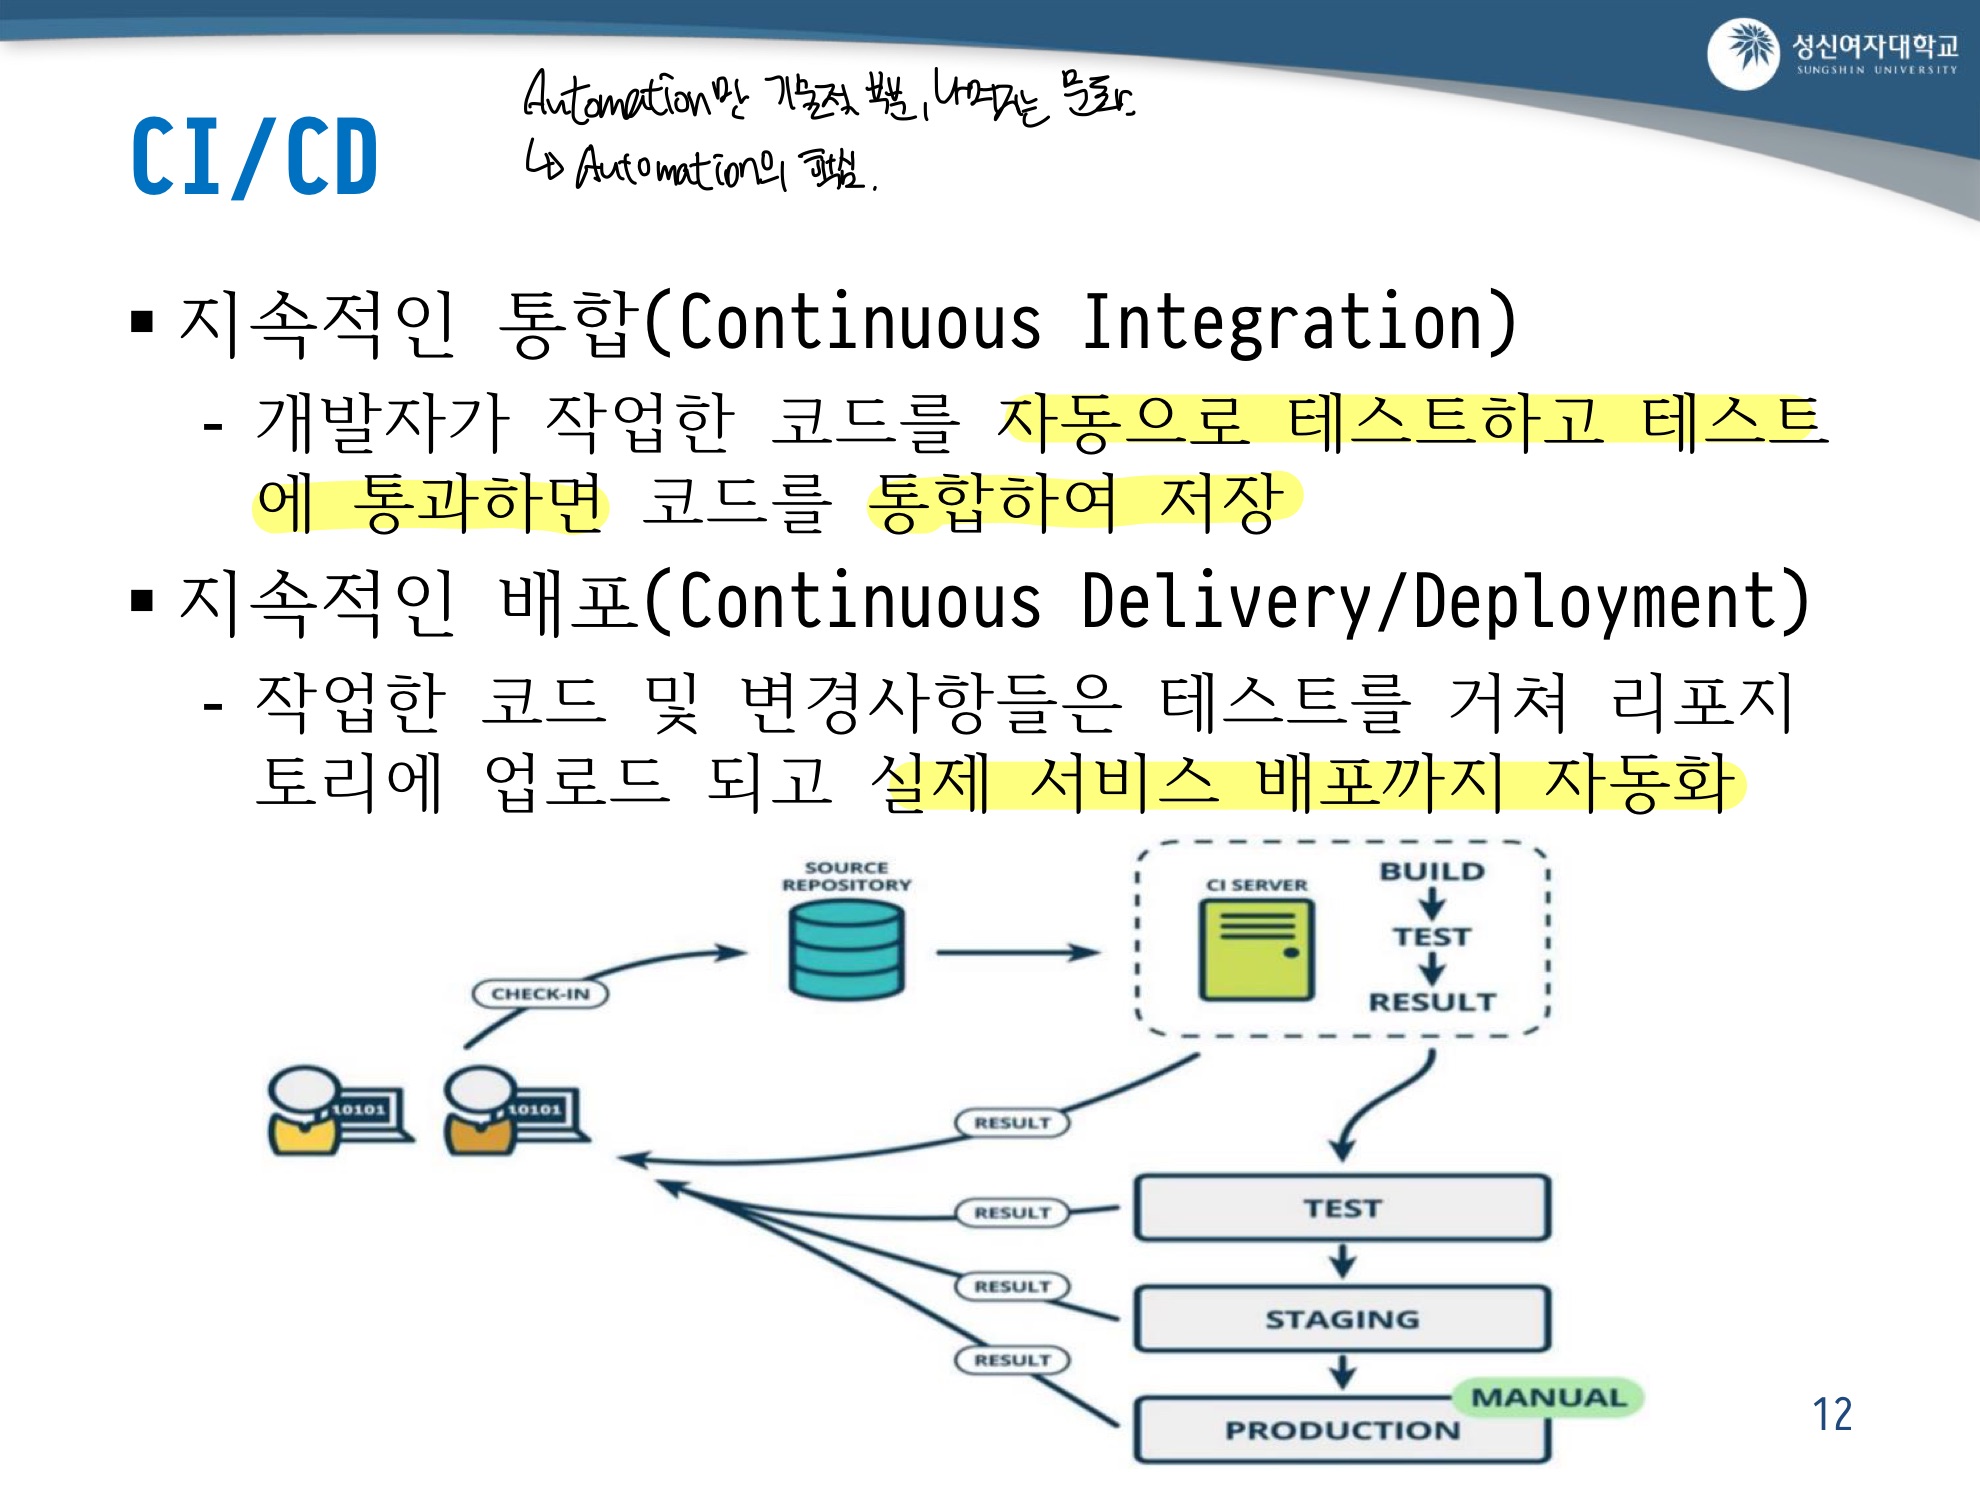 성신여자대학교
SUNGSHIN UNIVERSITY
Automation만 기술적 부분, 나머지는 문화.
↳ Automation의 핵심.
CI/CD
▪ 지속적인 통합(Continuous Integration)
- 개발자가 작업한 코드를 자동으로 테스트하고 테스트
에 통과하면 코드를 통합하여 저장
▪ 지속적인 배포(Continuous Delivery/Deployment)
- 작업한 코드 및 변경사항들은 테스트를 거쳐 리포지
토리에 업로드 되고 실제 서비스 배포까지 자동화
SOURCE
REPOSITORY
CI SERVER
BUILD
TEST
RESULT
CHECK-IN
10101
10101
RESULT
RESULT
TEST
RESULT
STAGING
RESULT
MANUAL
PRODUCTION
12